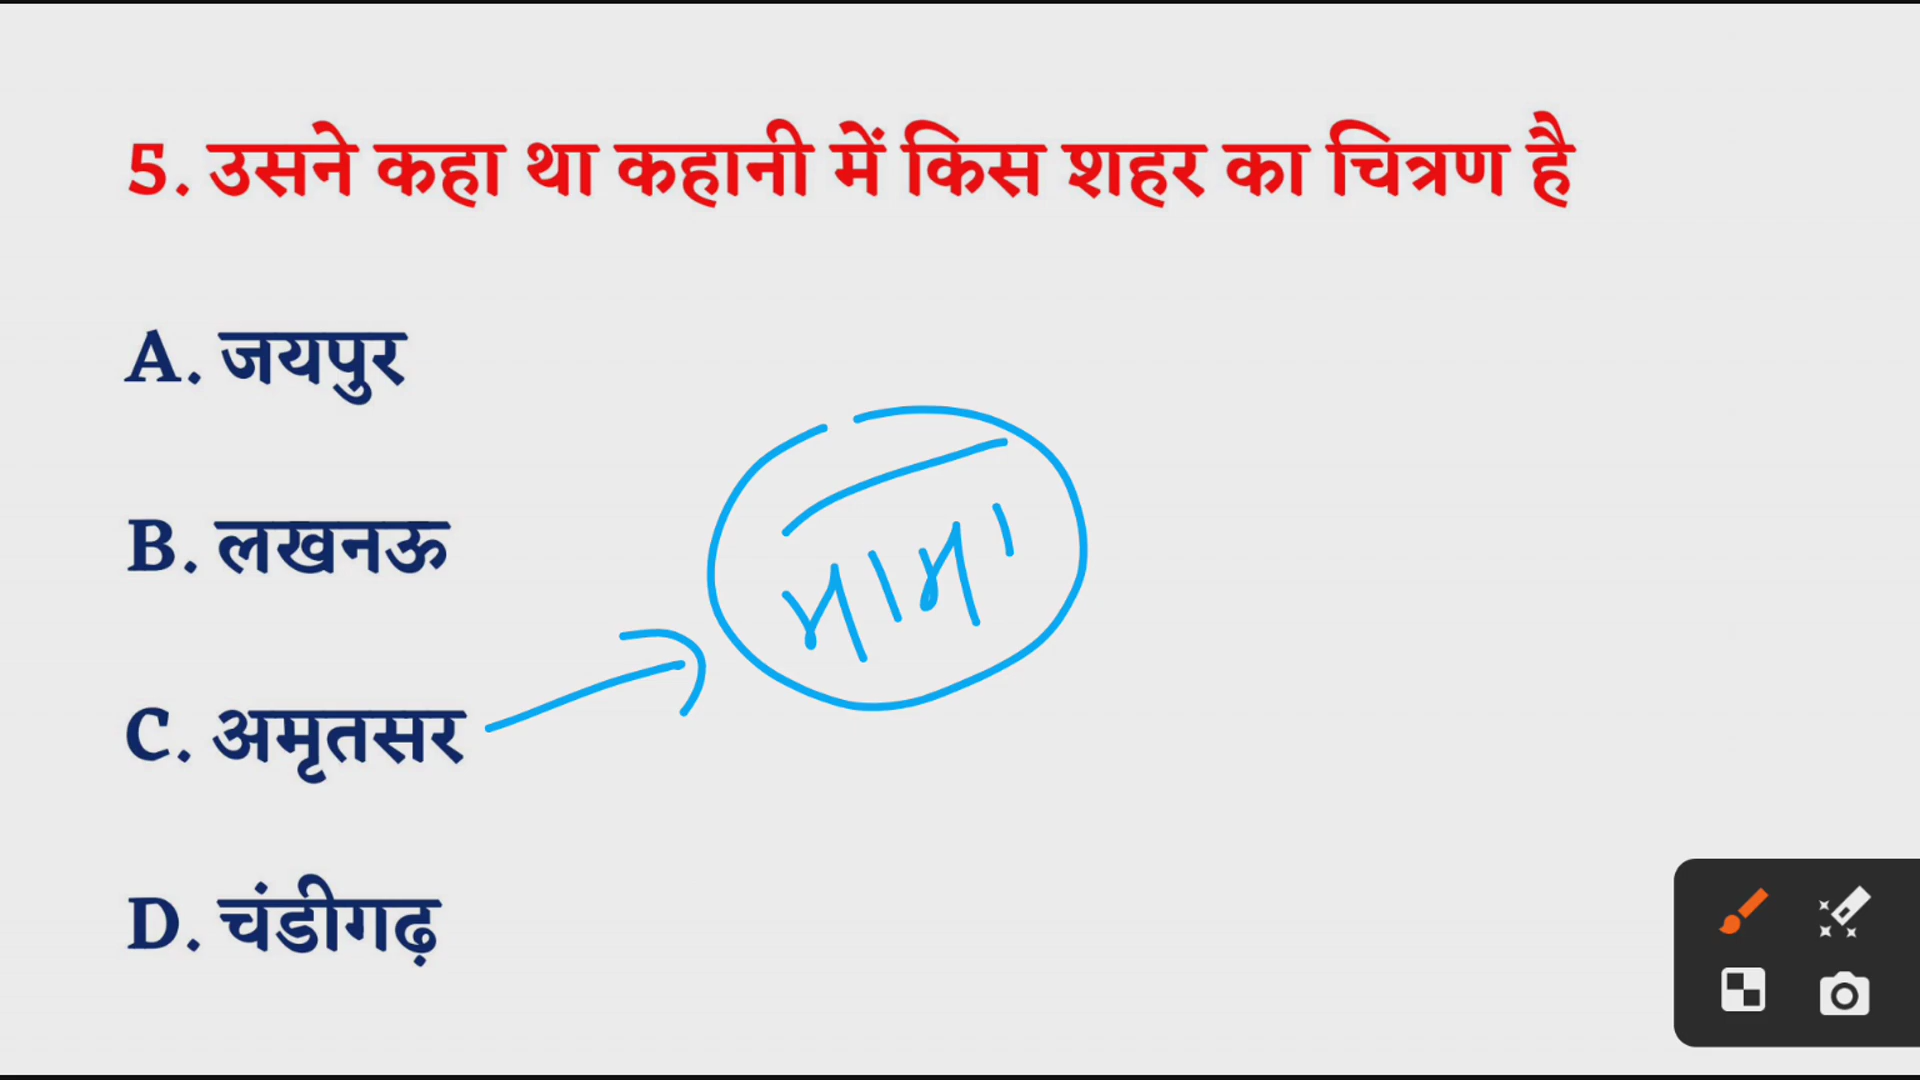 5. उसने कहा था कहानी में किस शहर का चित्रण है
A. जयपुर
B. लखनऊ
मामा
C. अमृतसर
D. चंडीगढ़